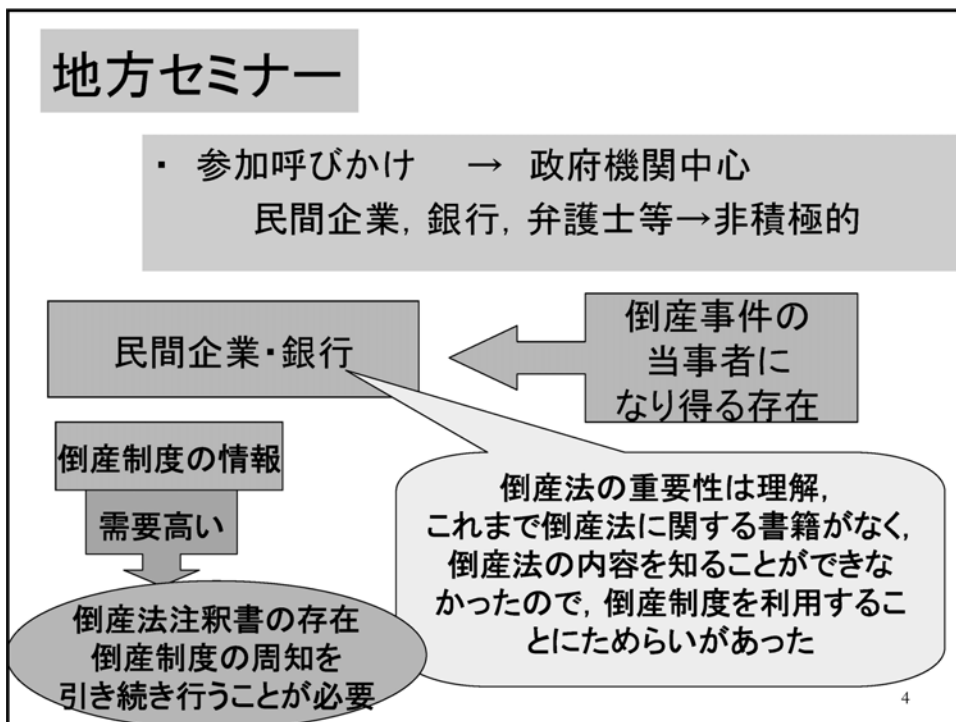 地方セミナー
・ 参加呼びかけ → 政府機関中心
民間企業，銀行，弁護士等→非積極的
民間企業・銀行
倒産事件の
当事者に
なり得る存在
倒産制度の情報
需要高い
倒産法の重要性は理解，
これまで倒産法に関する書籍がなく，
倒産法の内容を知ることができな
かったので，倒産制度を利用するこ
とにためらいがあった
倒産法注釈書の存在
倒産制度の周知を
引き続き行うことが必要
4